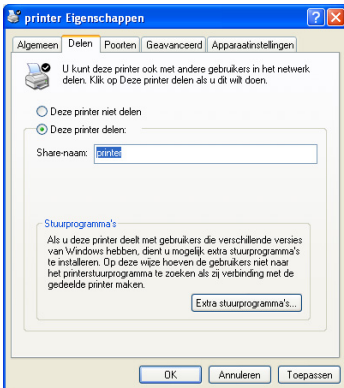 printer Eigenschappen
Algemeen Delen Poorten Geavanceerd Apparaatinstellingen
U kunt deze printer ook met andere gebruikers in het netwerk
delen. Klik op Deze printer delen als u dit wilt doen.
Deze printer niet delen
Deze printer delen:
Share-naam: printer
Stuurprogramma's
Als u deze printer deelt met gebruikers die verschillende versies
van Windows hebben, dient u mogelijk extra stuurprogramma's
te installeren. Op deze wijze hoeven de gebruikers niet naar
het printerstuurprogramma te zoeken als zij verbinding met de
gedeelde printer maken.
Extra stuurprogramma's...
OK Annuleren Toepassen